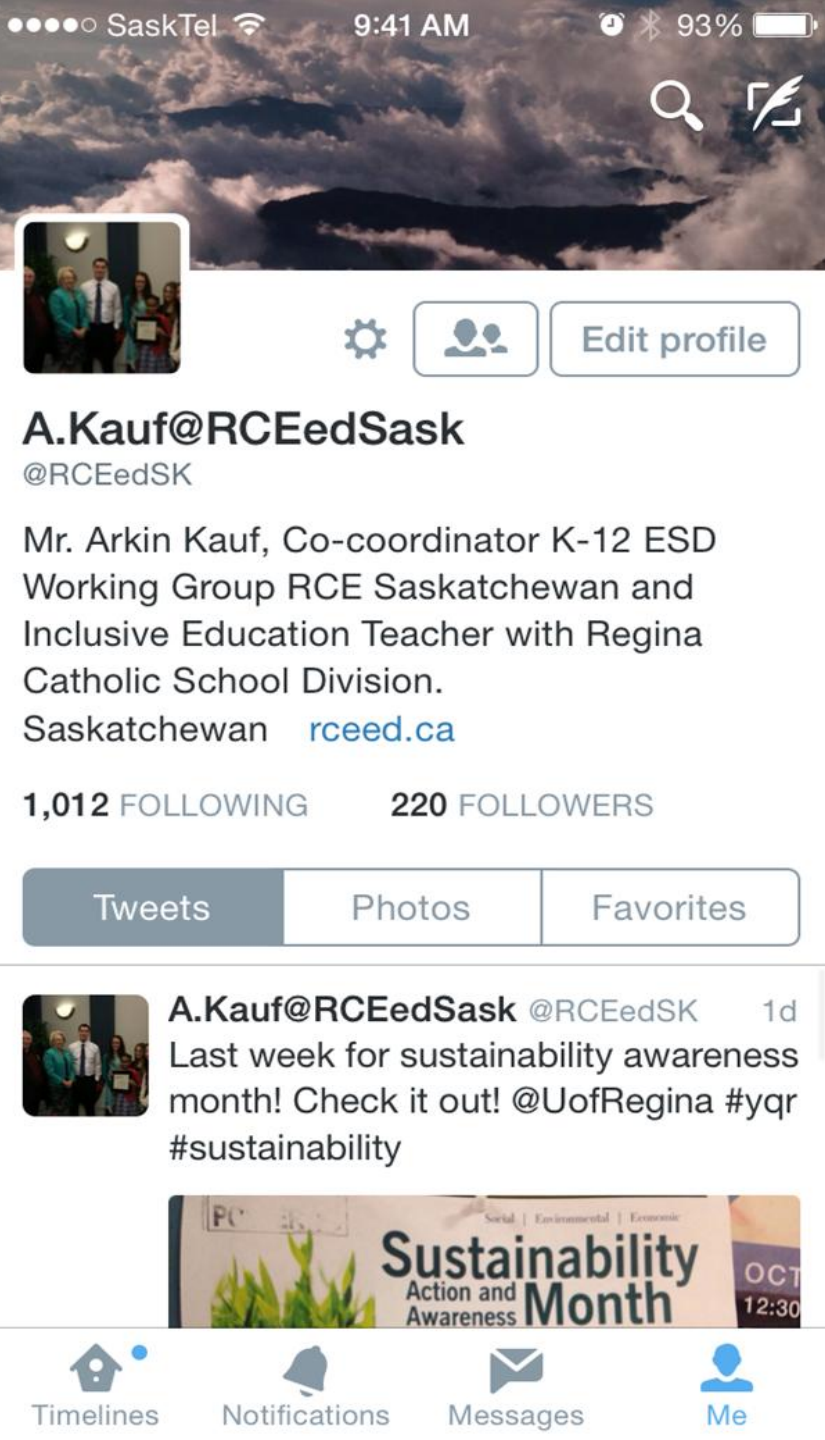 SaskTel 9:41 AM 93%
Edit profile
A.Kauf@RCEedSask
@RCEedSK
Mr. Arkin Kauf, Co-coordinator K-12 ESD
Working Group RCE Saskatchewan and
Inclusive Education Teacher with Regina
Catholic School Division.
Saskatchewan rceed.ca
1,012 FOLLOWING 220 FOLLOWERS
Tweets Photos Favorites
A.Kauf@RCEedSask @RCEedSK 1d
Last week for sustainability awareness
month! Check it out! @UofRegina #yqr
#sustainability
Social | Environmental | Economic
Sustainability
Action and
Awareness Month
OCT
12:30
Timelines Notifications Messages Me